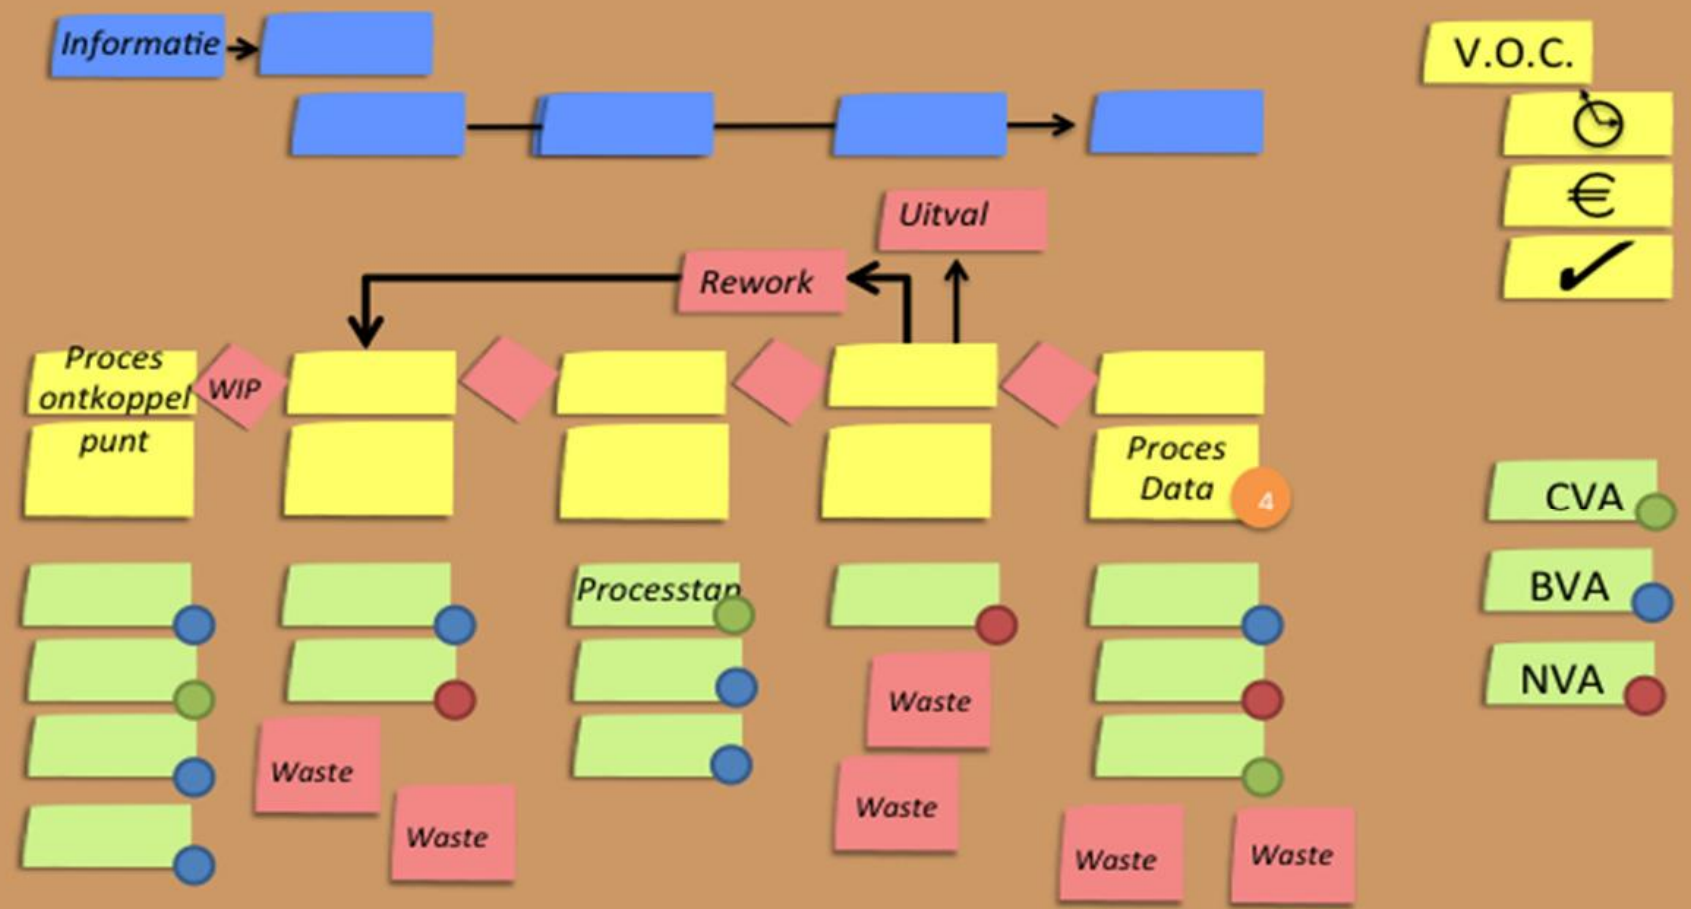 Informatie
V.O.C.
€
Uitval
Rework
Proces
ontkoppel
punt
WIP
Proces
Data
4
CVA
BVA
NVA
Processtap
Waste
Waste
Waste
Waste
Waste
Waste